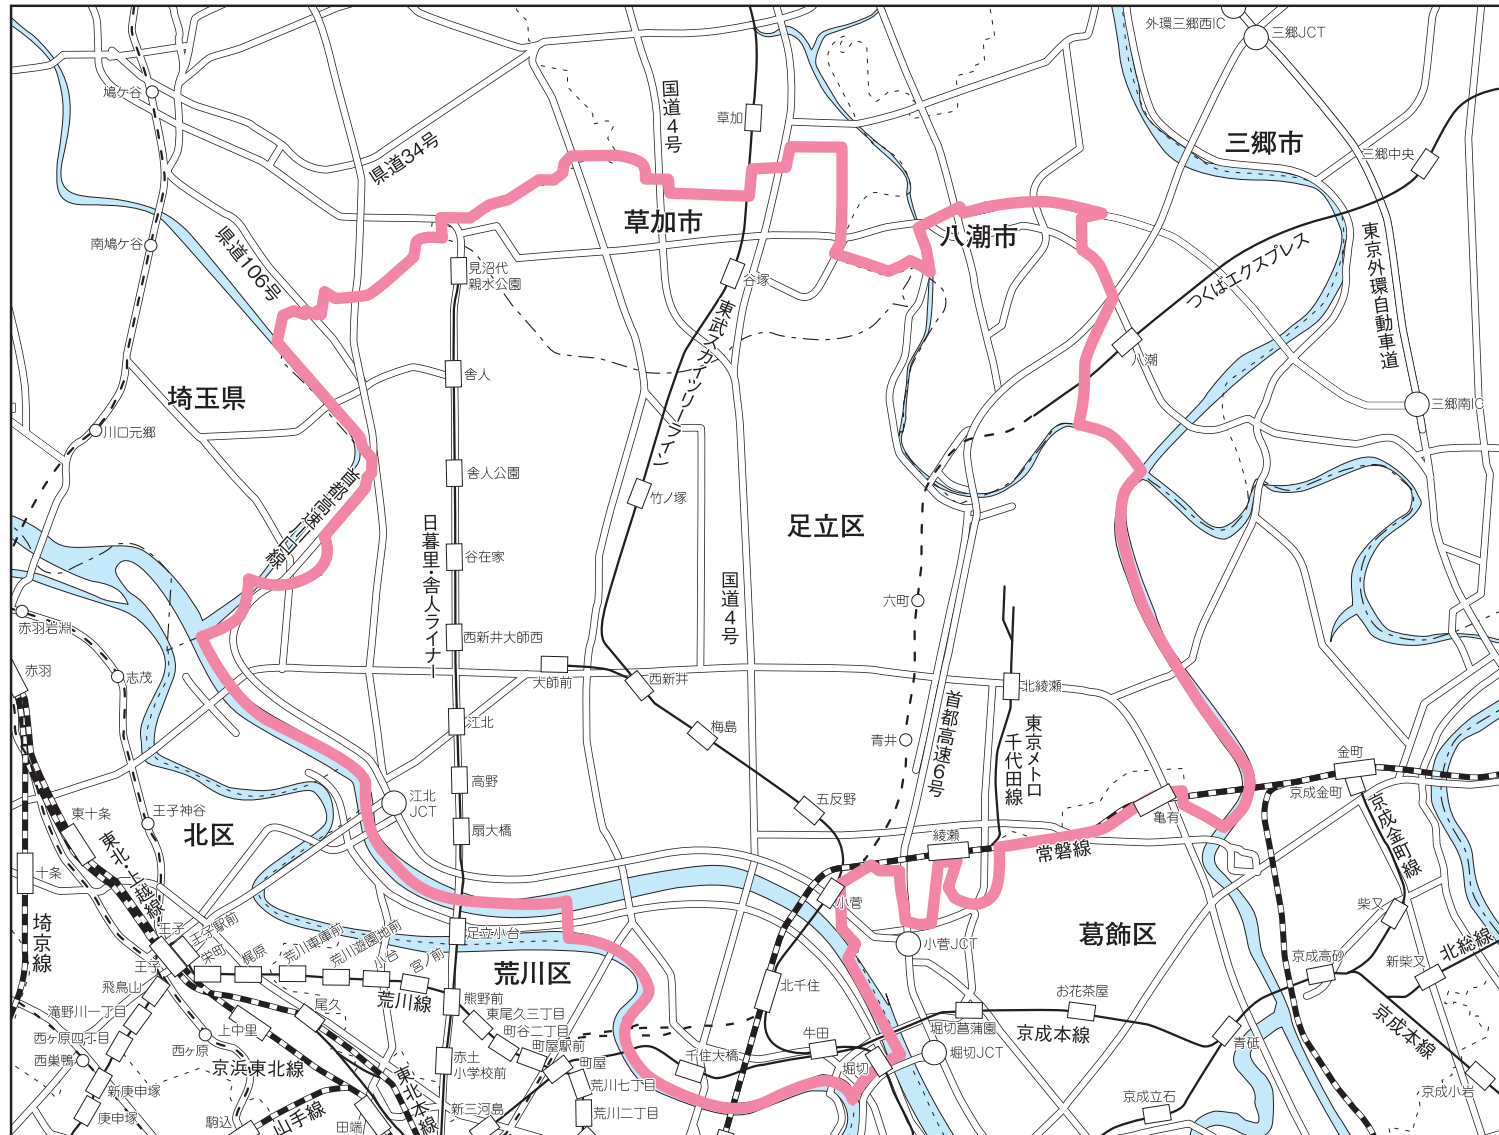 外環三郷西IC
三郷JCT
鳩ケ谷
国道4号
草加
県道34号
三郷市
三郷中央
草加市
八潮市
南鳩ケ谷
県道106号
見沼代
親水公園
谷塚
東武スカイツリーライン
つくばエクスプレス
東京外環自動車道
八潮
舎人
埼玉県
三郷南IC
川口元郷
舎人公園
首都高速川口線
竹ノ塚
日暮里・舎人ライナー
足立区
谷在家
国道4号
六町
赤羽岩淵
西新井大師西
赤羽
志茂
大師前
西新井
北綾瀬
首都高速6号
東京メトロ
千代田線
江北
梅島
青井
金町
高野
京成金町
江北
JCT
五反野
亀有
京成金町線
東十条
王子神谷
北区
扇大橋
綾瀬
常磐線
東北・上越線
十条
小菅
柴又
埼京線
王子
王子駅前
栄町
梶原
荒川車庫前
荒川遊園地前
小台
宮ノ前
足立小台
小菅JCT
葛飾区
北総線
王子
荒川区
京成高砂
新柴又
飛鳥山
荒川線
熊野前
北千住
お花茶屋
滝野川一丁目
尾久
東尾久三丁目
堀切菖蒲園
京成本線
京成本線
西ヶ原四丁目
上中里
町谷二丁目
町屋駅前
牛田
青砥
西巣鴨
西ヶ原
京浜東北線
赤土
小学校前
町屋
千住大橋
堀切
堀切JCT
新庚申塚
東北本線
荒川七丁目
京成立石
京成小岩
庚申塚
駒込
山手線
田端
新三河島
荒川二丁目